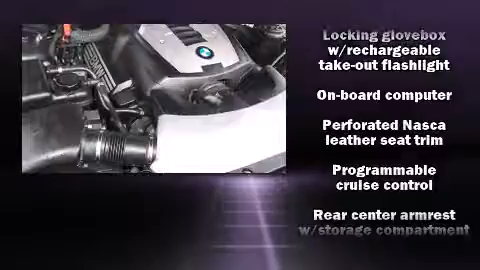 Locking glovebox
w/rechargeable
take-out flashlight
On-board computer
Perforated Nasca
leather seat trim
Programmable
cruise control
Rear center armrest
w/storage compartment